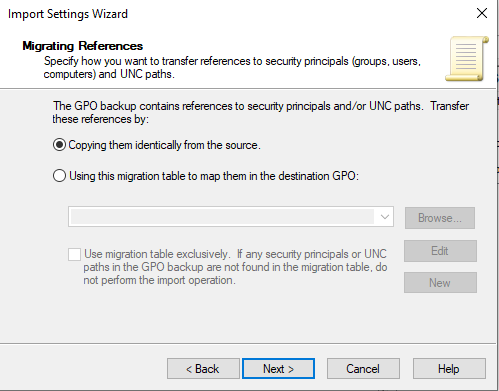 Import Settings Wizard
Migrating References
Specify how you want to transfer references to security principals (groups, users,
computers) and UNC paths.
The GPO backup contains references to security principals and/or UNC paths.  Transfer
these references by:
Copying them identically from the source.
Using this migration table to map them in the destination GPO:
Browse...
Use migration table exclusively.  If any security principals or UNC
paths in the GPO backup are not found in the migration table, do
not perform the import operation.
Edit
New
< Back
Next >
Cancel
Help